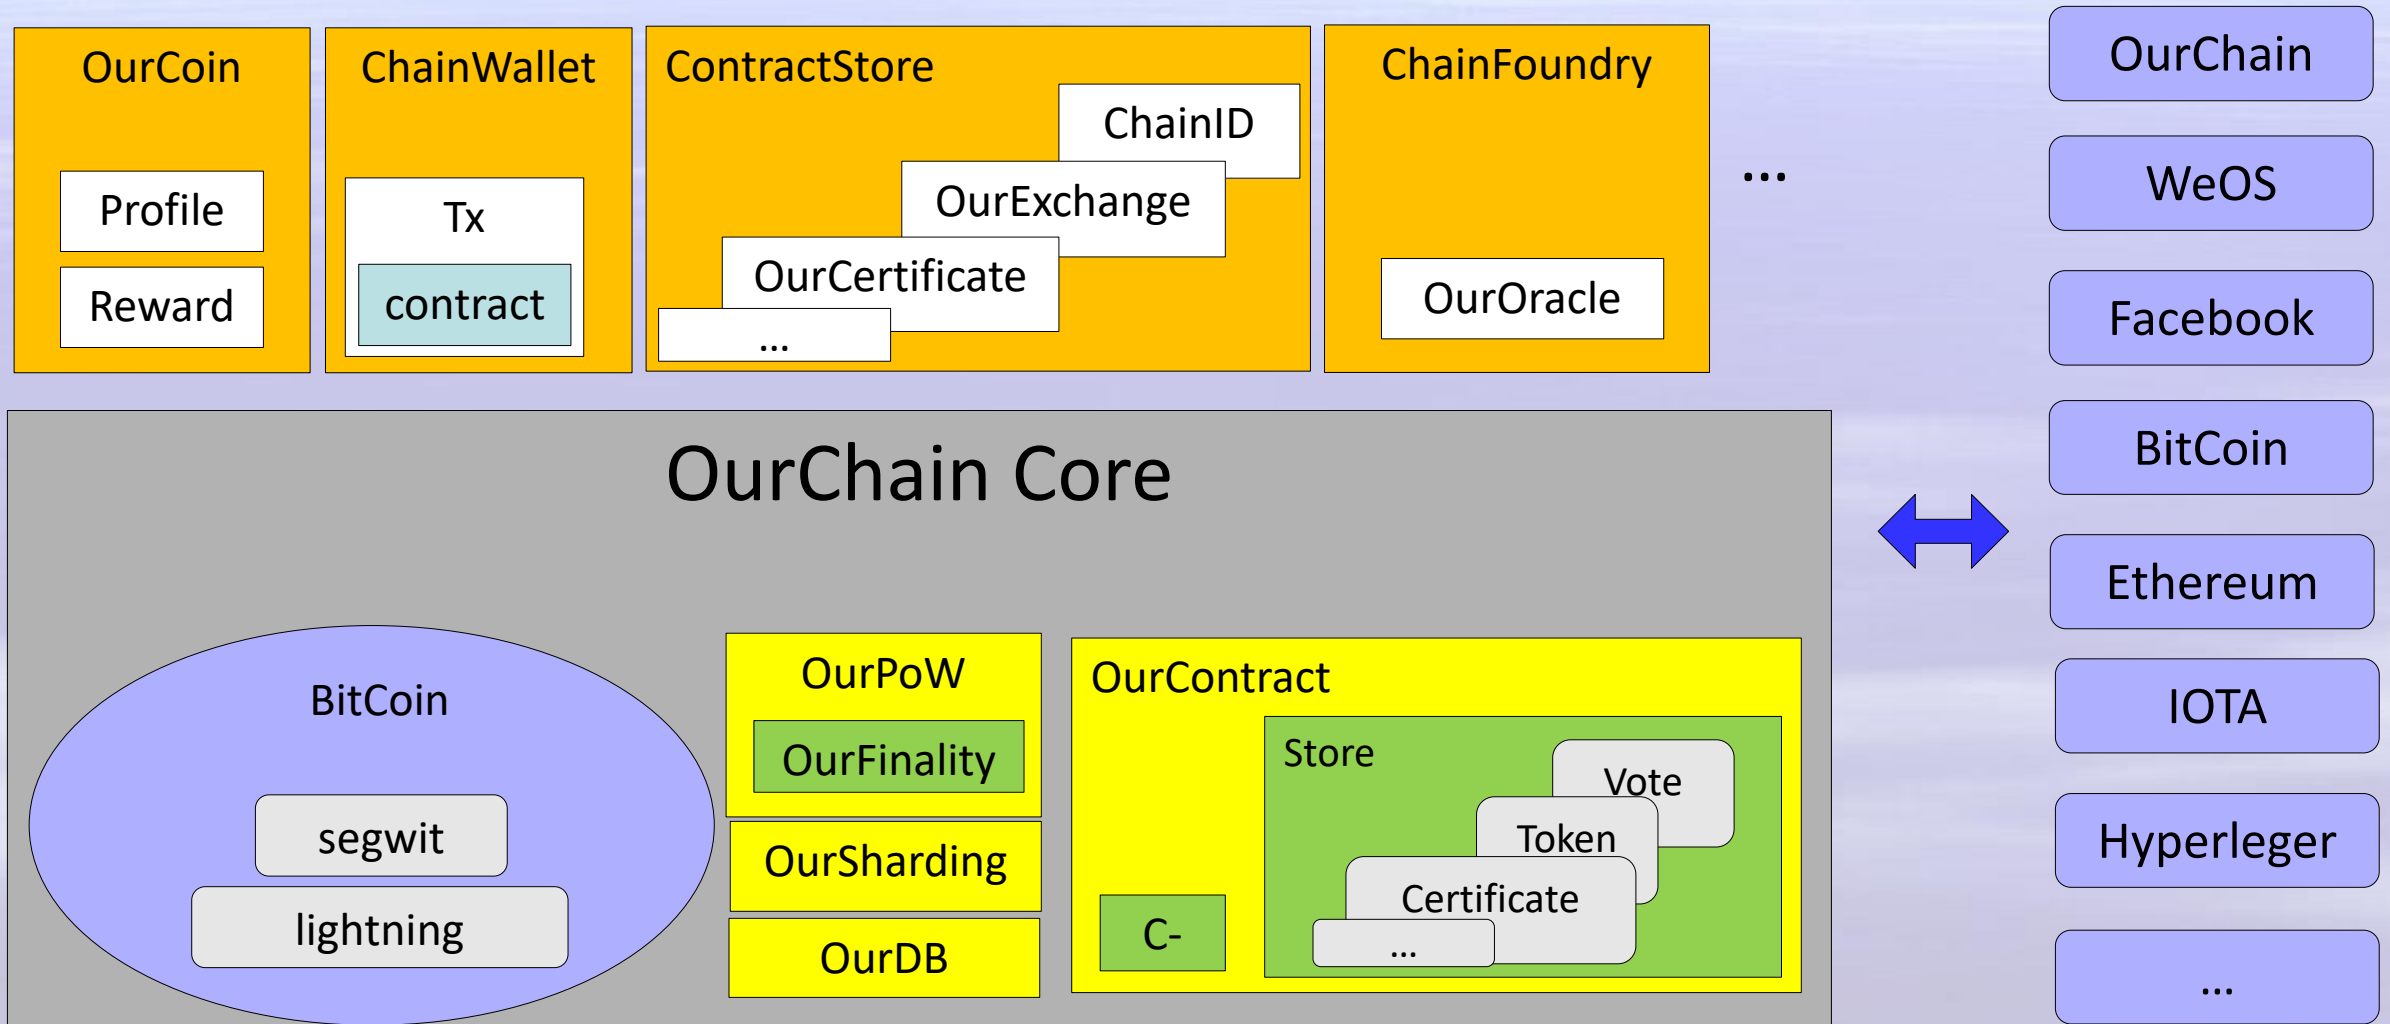 OurCoin
Profile
Reward
ChainWallet
Tx
contract
ContractStore
ChainID
OurExchange
OurCertificate
...
ChainFoundry
OurOracle
...
OurChain Core
BitCoin
segwit
lightning
OurPoW
OurFinality
OurSharding
OurDB
OurContract
C-
Store
Vote
Token
Certificate
...
OurChain
WeOS
Facebook
BitCoin
Ethereum
IOTA
Hyperleger
...